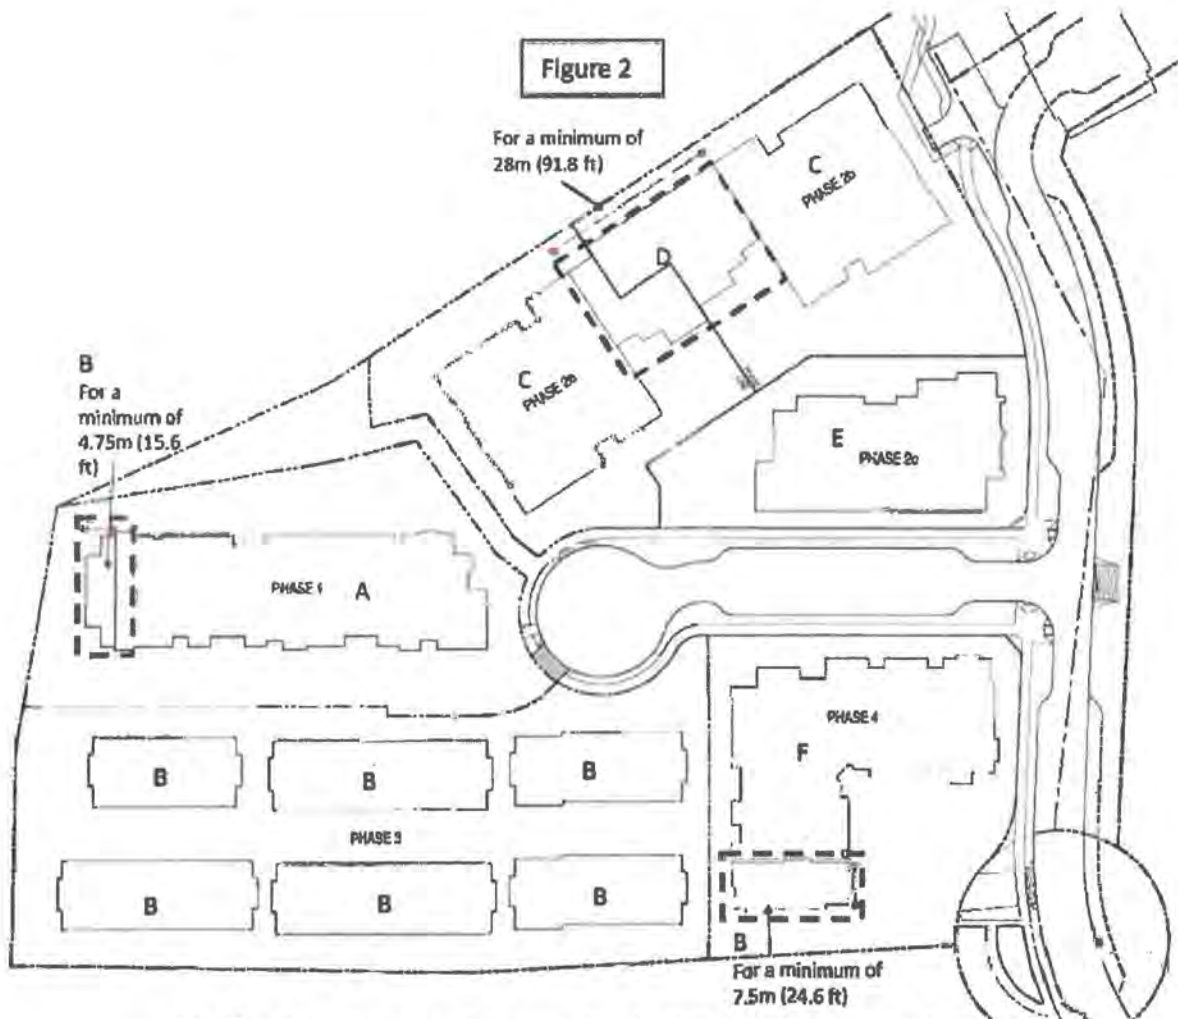 Figure 2
For a minimum of
28m (91.8 ft)
C
PHASE 2b
D
C
PHASE 2a
B
For a
minimum of
4.75m (15.6
ft)
E
PHASE 2c
PHASE 1 A
PHASE 4
F
B B B
PHASE 3
B B B
B
For a minimum of
7.5m (24.6 ft)